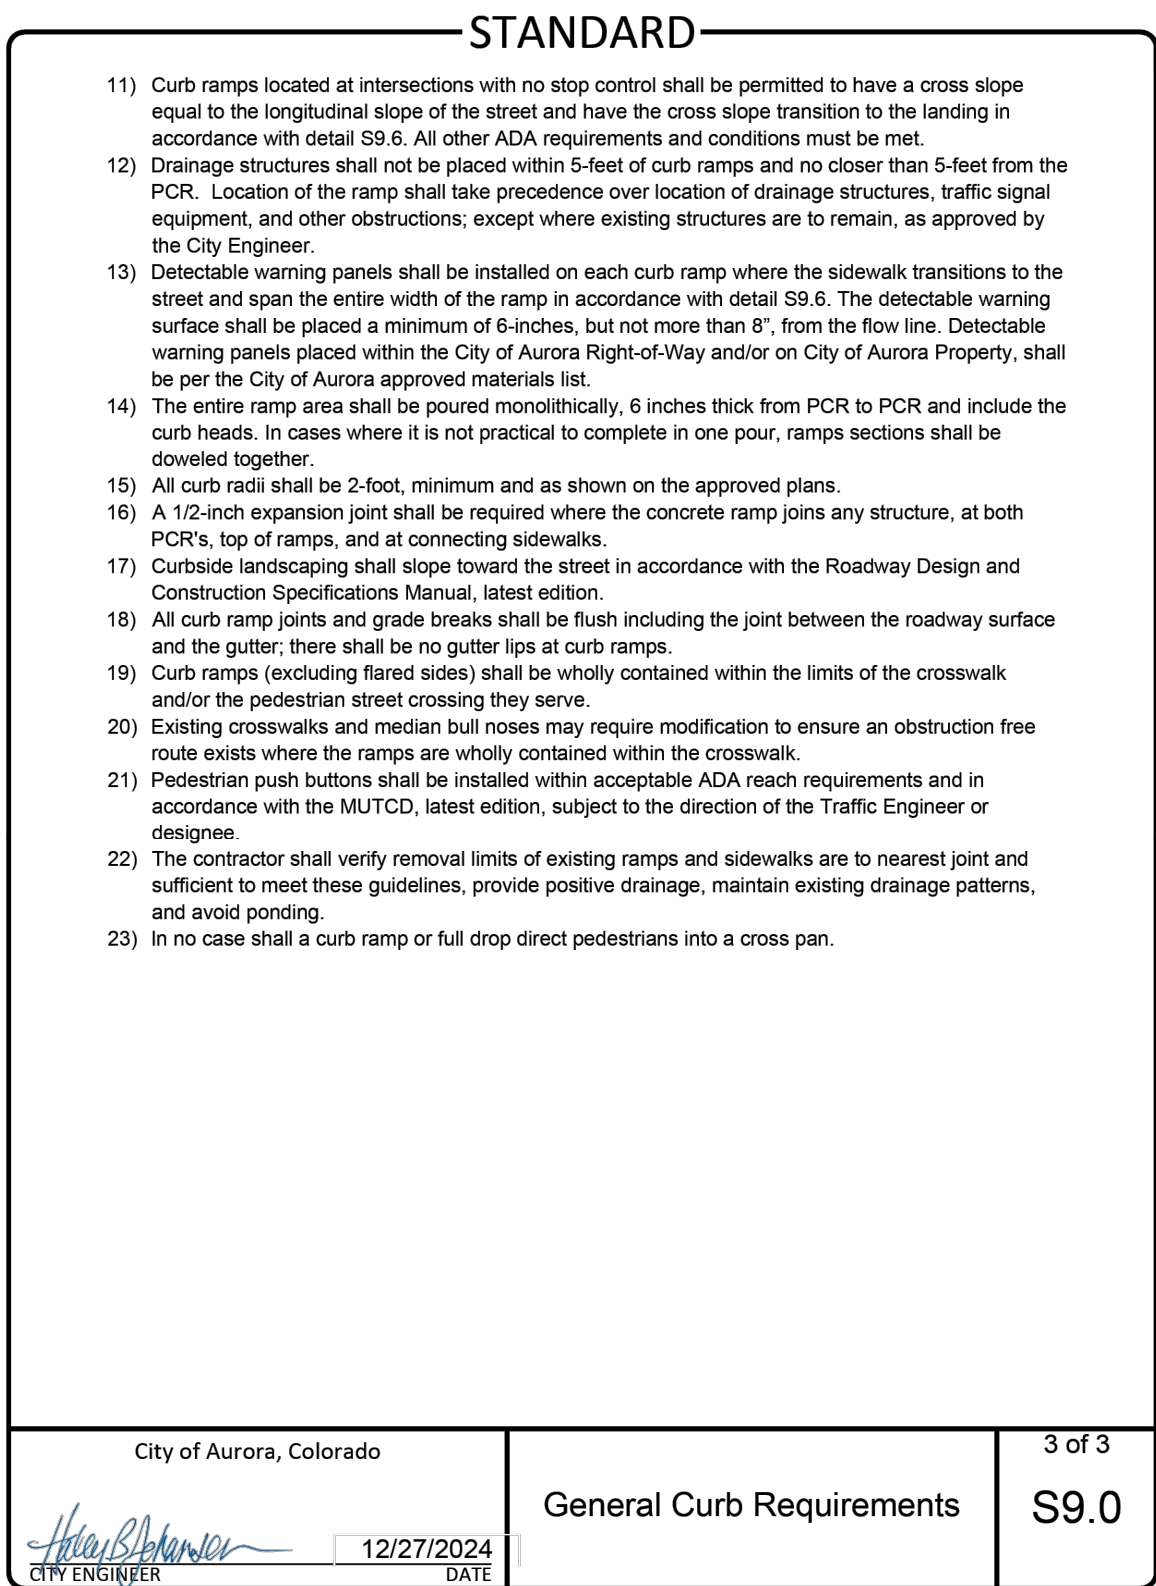 STANDARD
11) Curb ramps located at intersections with no stop control shall be permitted to have a cross slope
equal to the longitudinal slope of the street and have the cross slope transition to the landing in
accordance with detail S9.6. All other ADA requirements and conditions must be met.
12) Drainage structures shall not be placed within 5-feet of curb ramps and no closer than 5-feet from the
PCR. Location of the ramp shall take precedence over location of drainage structures, traffic signal
equipment, and other obstructions; except where existing structures are to remain, as approved by
the City Engineer.
13) Detectable warning panels shall be installed on each curb ramp where the sidewalk transitions to the
street and span the entire width of the ramp in accordance with detail S9.6. The detectable warning
surface shall be placed a minimum of 6-inches, but not more than 8”, from the flow line. Detectable
warning panels placed within the City of Aurora Right-of-Way and/or on City of Aurora Property, shall
be per the City of Aurora approved materials list.
14) The entire ramp area shall be poured monolithically, 6 inches thick from PCR to PCR and include the
curb heads. In cases where it is not practical to complete in one pour, ramps sections shall be
doweled together.
15) All curb radii shall be 2-foot, minimum and as shown on the approved plans.
16) A 1/2-inch expansion joint shall be required where the concrete ramp joins any structure, at both
PCR's, top of ramps, and at connecting sidewalks.
17) Curbside landscaping shall slope toward the street in accordance with the Roadway Design and
Construction Specifications Manual, latest edition.
18) All curb ramp joints and grade breaks shall be flush including the joint between the roadway surface
and the gutter; there shall be no gutter lips at curb ramps.
19) Curb ramps (excluding flared sides) shall be wholly contained within the limits of the crosswalk
and/or the pedestrian street crossing they serve.
20) Existing crosswalks and median bull noses may require modification to ensure an obstruction free
route exists where the ramps are wholly contained within the crosswalk.
21) Pedestrian push buttons shall be installed within acceptable ADA reach requirements and in
accordance with the MUTCD, latest edition, subject to the direction of the Traffic Engineer or
designee.
22) The contractor shall verify removal limits of existing ramps and sidewalks are to nearest joint and
sufficient to meet these guidelines, provide positive drainage, maintain existing drainage patterns,
and avoid ponding.
23) In no case shall a curb ramp or full drop direct pedestrians into a cross pan.
City of Aurora, Colorado
12/27/2024
CITY ENGINEER DATE
General Curb Requirements
3 of 3
S9.0